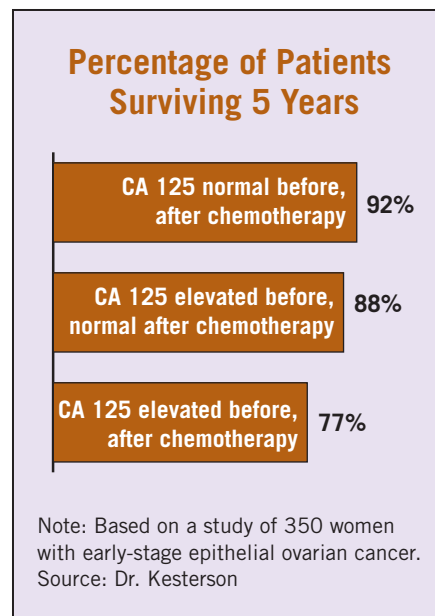 Percentage of Patients
Surviving 5 Years
CA 125 normal before,
after chemotherapy
92%
CA 125 elevated before,
normal after chemotherapy
88%
CA 125 elevated before,
after chemotherapy
77%
Note: Based on a study of 350 women
with early-stage epithelial ovarian cancer.
Source: Dr. Kesterson